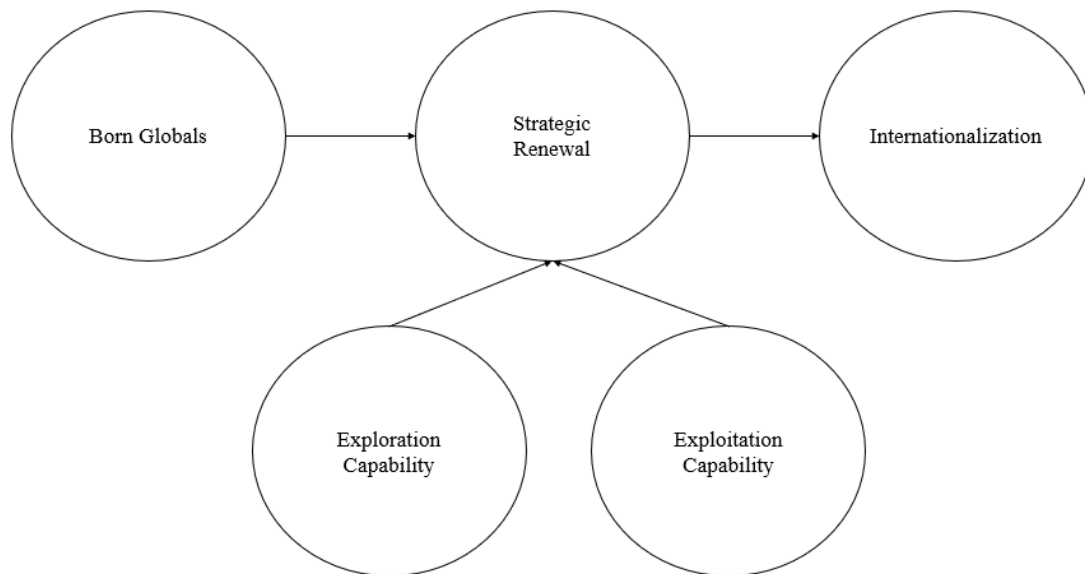 Born Globals
Strategic
Renewal
Internationalization
Exploration
Capability
Exploitation
Capability